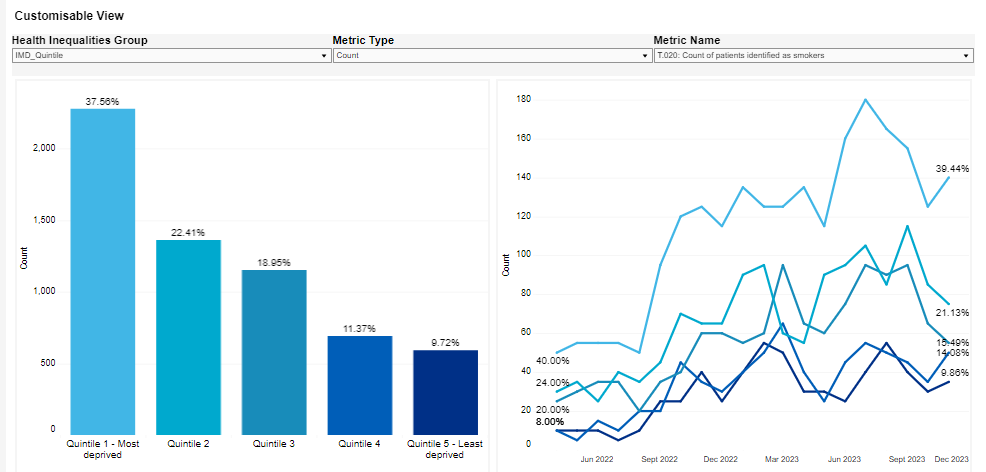 Customisable View
Health Inequalities Group
Metric Type
Metric Name
IMD_Quintile
Count
T.020: Count of patients identified as smokers
37.56%
22.41%
18.95%
11.37%
9.72%
2,000
1,500
1,000
500
0
Count
Quintile 1 - Most
deprived
Quintile 2
Quintile 3
Quintile 4
Quintile 5 - Least
deprived
180
160
140
120
100
80
60
40
20
0
Count
39.44%
21.13%
15.49%
14.08%
9.86%
40.00%
24.00%
20.00%
8.00%
Jun 2022
Sept 2022
Dec 2022
Mar 2023
Jun 2023
Sept 2023
Dec 2023